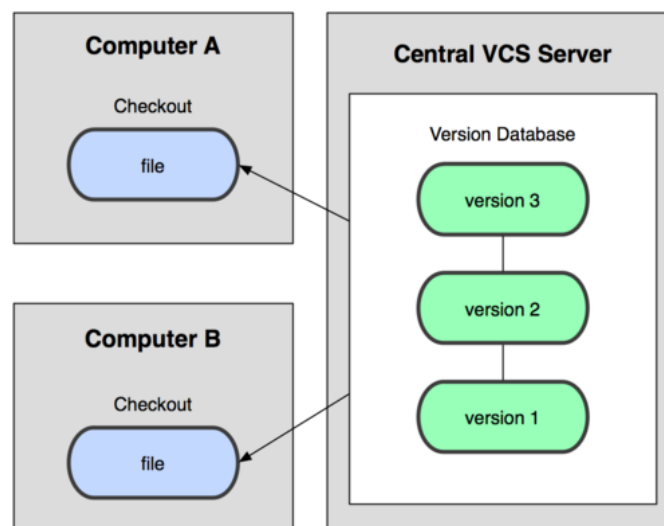 Computer A
Checkout
file
Central VCS Server
Version Database
version 3
version 2
version 1
Computer B
Checkout
file